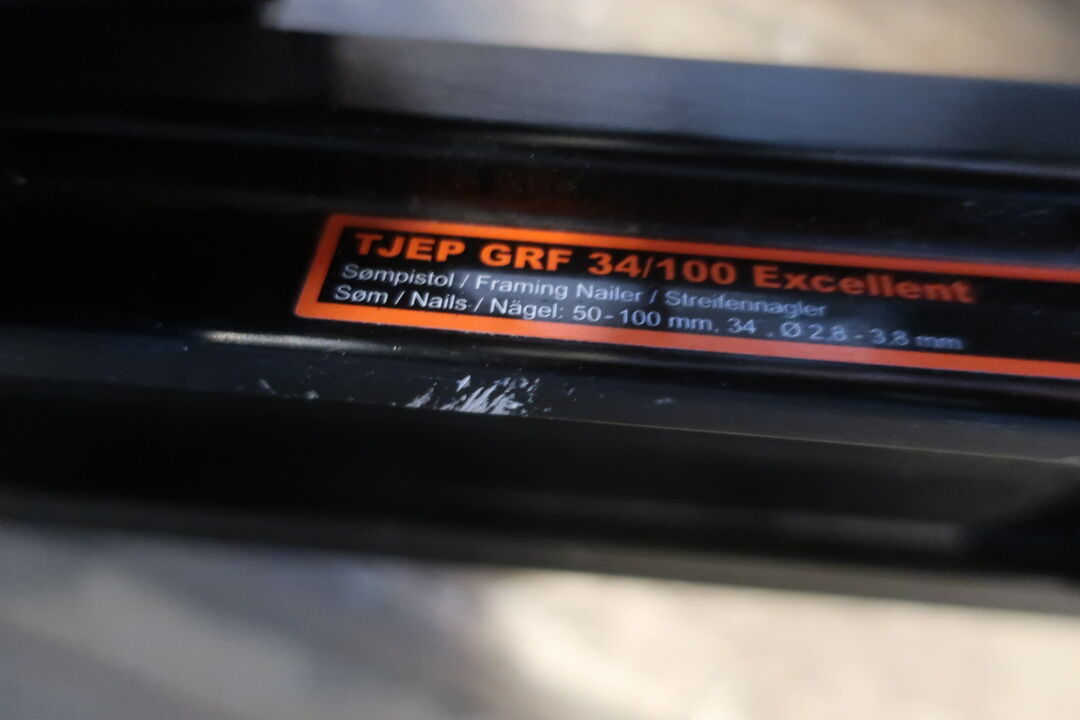 TJEP GRF 34/100 Excellent
Sømpistol / Framing Nailer / Streifennagler
Søm / Nails / Nägel: 50-100 mm, 34°, Ø 2,8 - 3,8 mm